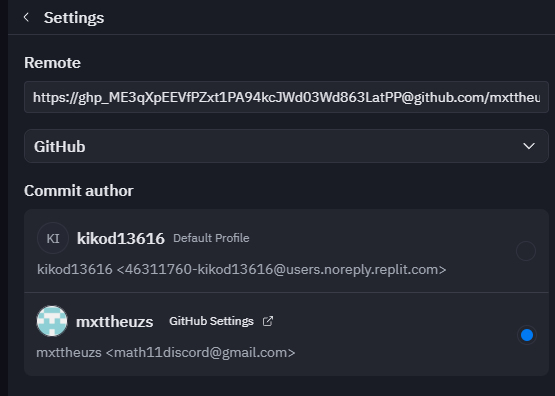 Settings
Remote
https://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@github.com/mxttheu
GitHub
Commit author
KI kikod13616 Default Profile
kikod13616 <46311760-kikod13616@users.noreply.replit.com>
mxttheuzs GitHub Settings
mxttheuzs <math11discord@gmail.com>